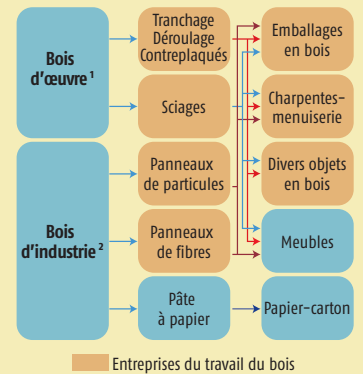 Bois
d'œuvre ¹
Tranchage
Déroulage
Contreplaqués
Emballages
en bois
Sciages
Charpentes–
menuiserie
Bois
d'industrie ²
Panneaux
de particules
Divers objets
en bois
Panneaux
de fibres
Meubles
Pâte
à papier
Papier–carton
Entreprises du travail du bois